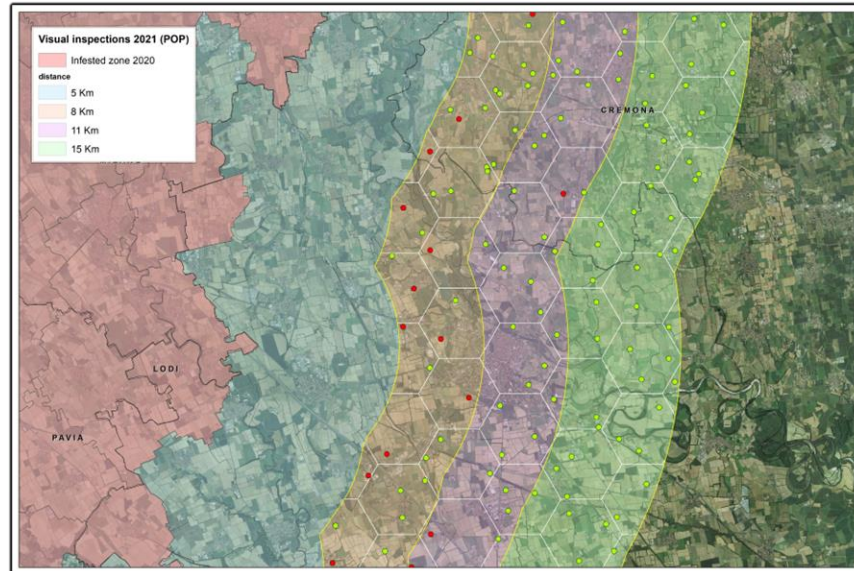 Visual inspections 2021 (POP)
Infested zone 2020
distance
5 Km
8 Km
11 Km
15 Km
CREMONA
LODI
PAVIA